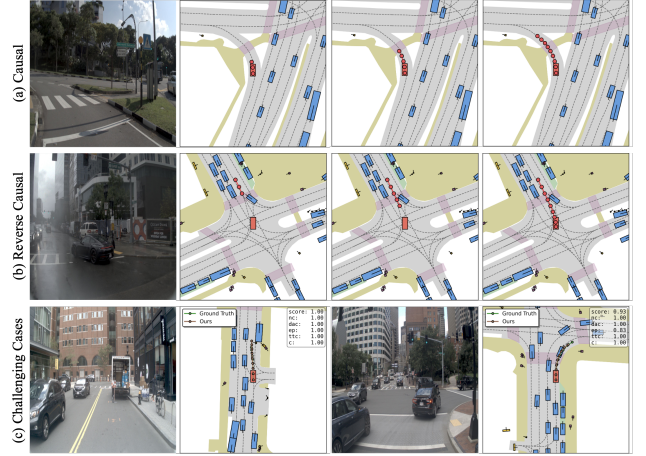 (a) Causal
(b) Reverse Causal
(c) Challenging Cases
Ground Truth
Ours
score: 1.00
nc: 1.00
dac: 1.00
ep: 1.00
ttc: 1.00
c: 1.00
Ground Truth
Ours
score: 0.93
nc: 1.00
dac: 1.00
ep: 0.83
ttc: 1.00
c: 1.00